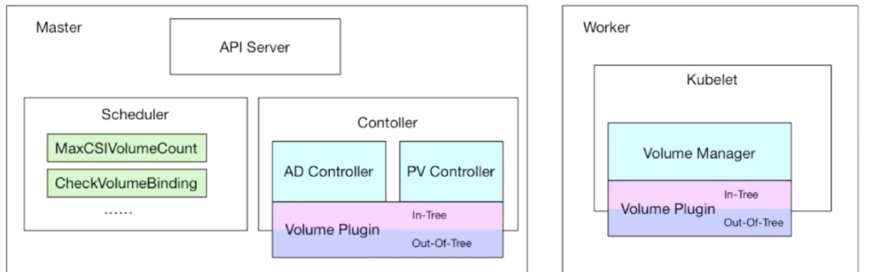 Master
API Server
Scheduler
MaxCSIVolumeCount
CheckVolumeBinding
......
Contoller
AD Controller
PV Controller
Volume Plugin
In-Tree
Out-Of-Tree
Worker
Kubelet
Volume Manager
Volume Plugin
In-Tree
Out-Of-Tree